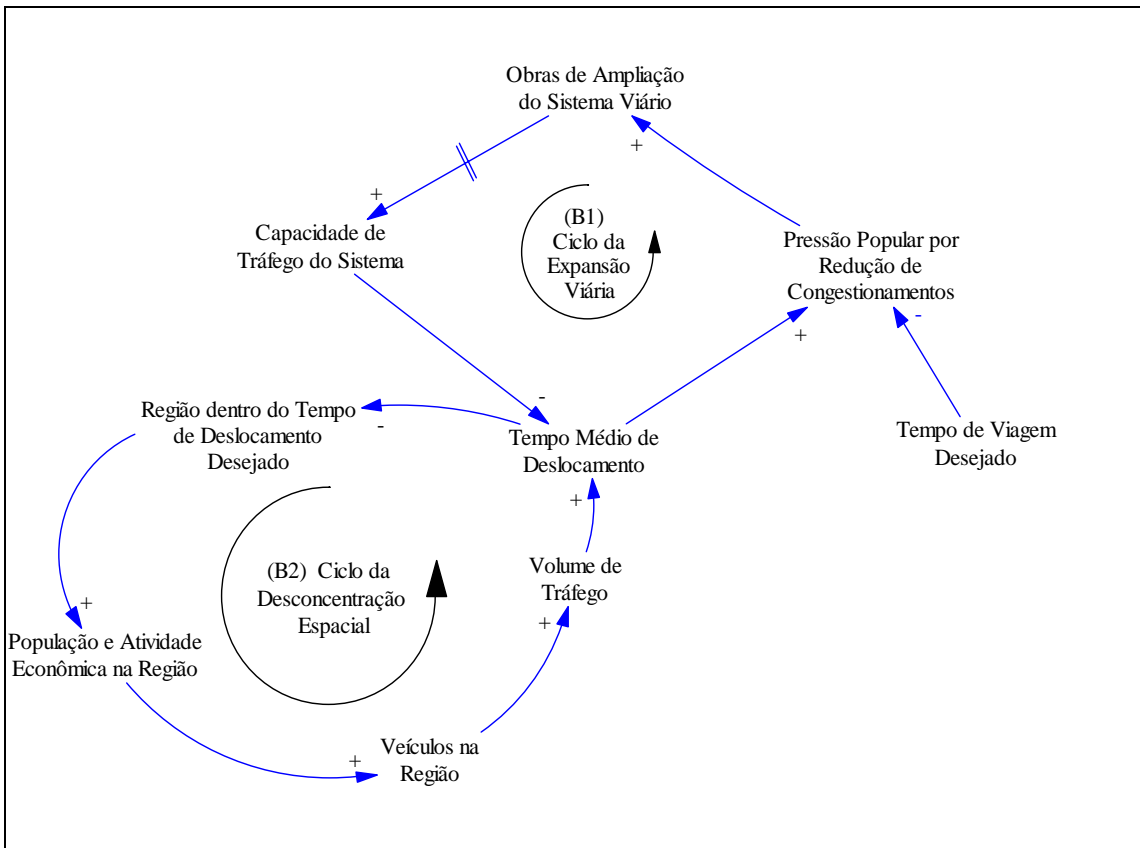 Obras de Ampliação
do Sistema Viário
+
+
(B1)
Ciclo da
Expansão
Viária
Capacidade de
Tráfego do Sistema
Pressão Popular por
Redução de
Congestionamentos
-
+
-
Região dentro do Tempo
de Deslocamento
Desejado
-
Tempo Médio de
Deslocamento
Tempo de Viagem
Desejado
+
(B2) Ciclo da
Desconcentração
Espacial
Volume de
Tráfego
+
+
População e Atividade
Econômica na Região
+
Veículos na
Região